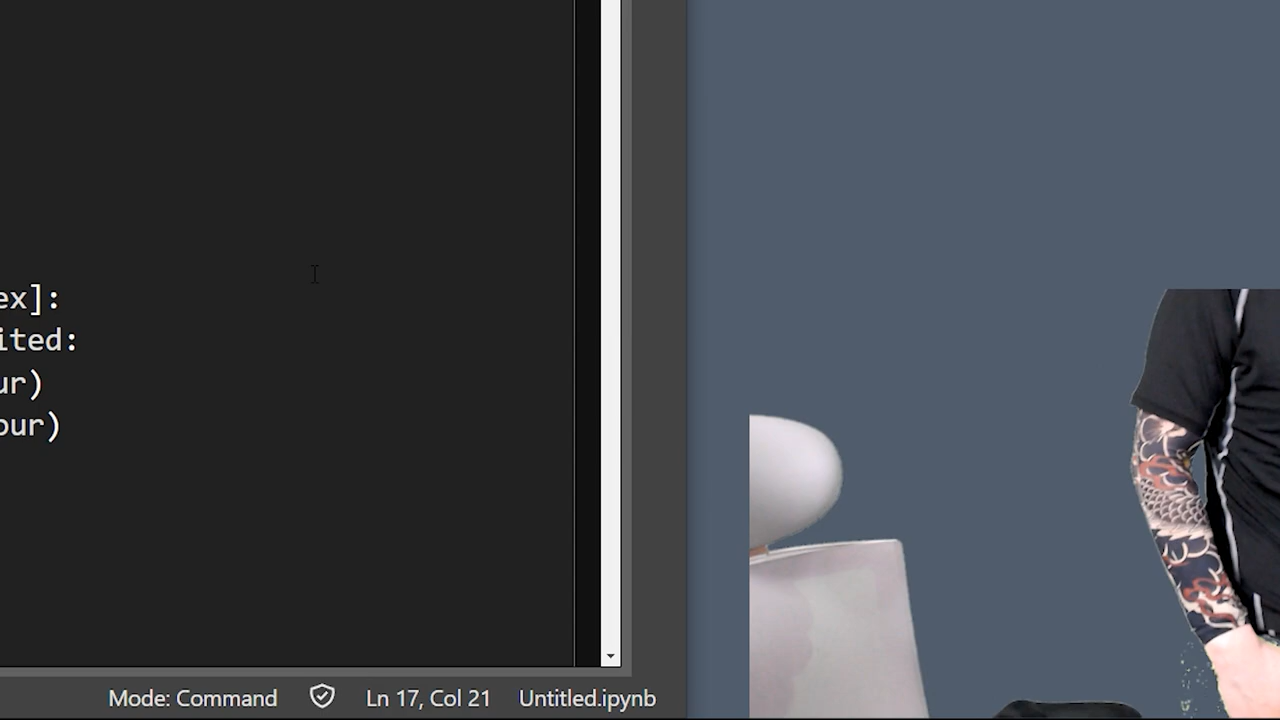 ex]:
ited:
ur)
our)
Mode: Command Ln 17, Col 21 Untitled.ipynb